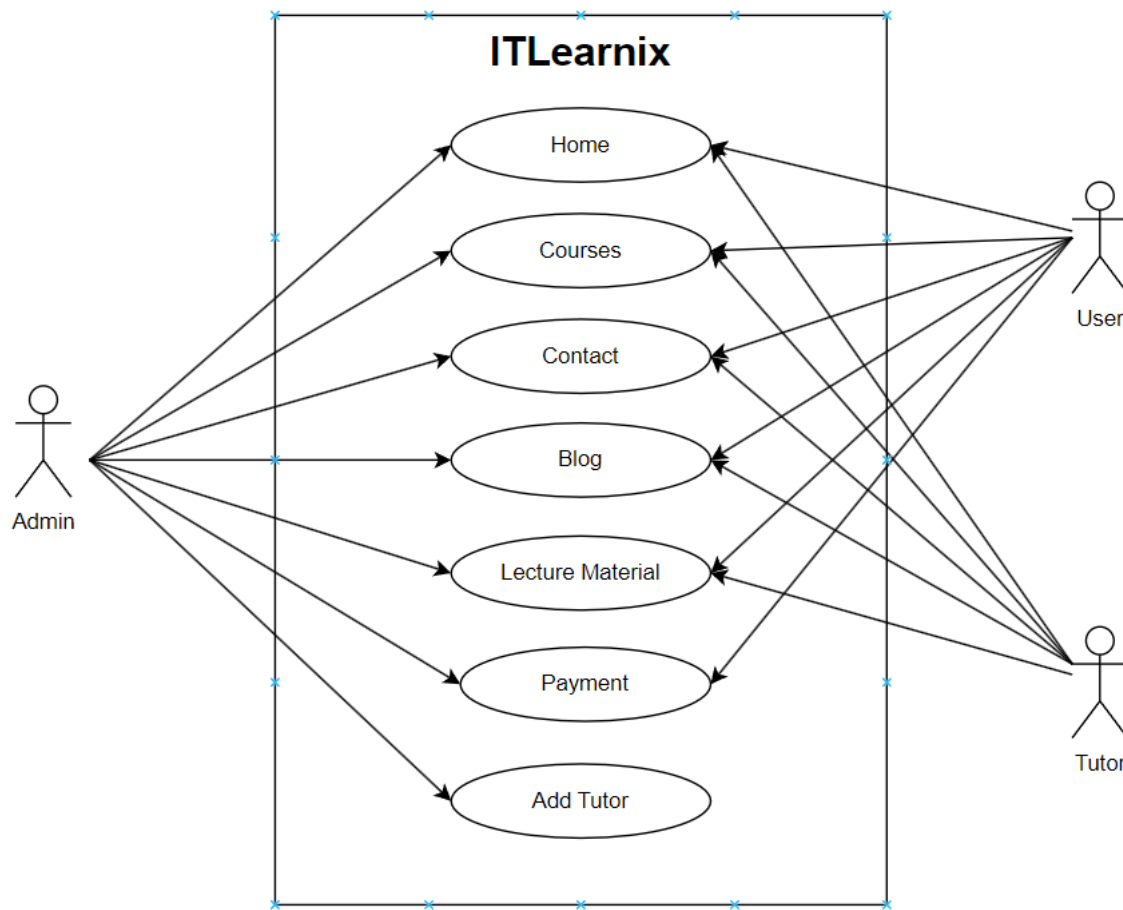 ITLearnix
Home
Courses
Contact
Blog
Lecture Material
Payment
Add Tutor
Admin
User
Tutor